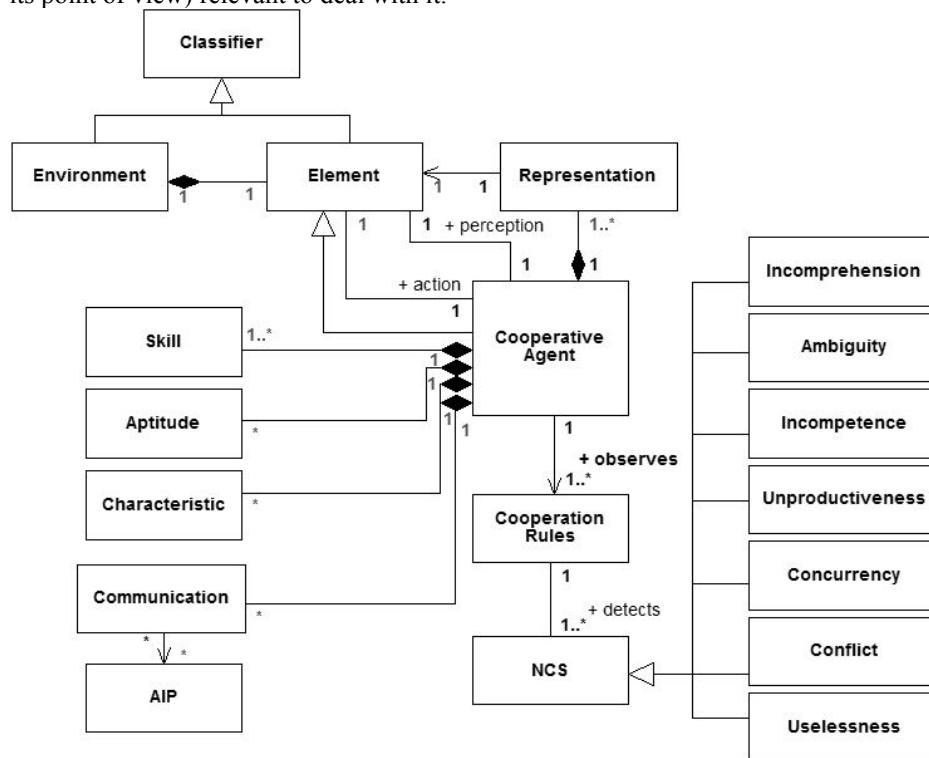 its point of view) relevant to deal with it.
Classifier
Environment
1
1
Element
1
1
Representation
1
1
+ perception
1..*
1
1
+ action
1
Cooperative
Agent
Skill
1..*
1
Aptitude
*
1
Characteristic
*
1
Communication
*
1
*
*
AIP
1
+ observes
1..*
Cooperation
Rules
1
+ detects
1..*
NCS
Incomprehension
Ambiguity
Incompetence
Unproductiveness
Concurrency
Conflict
Uselessness